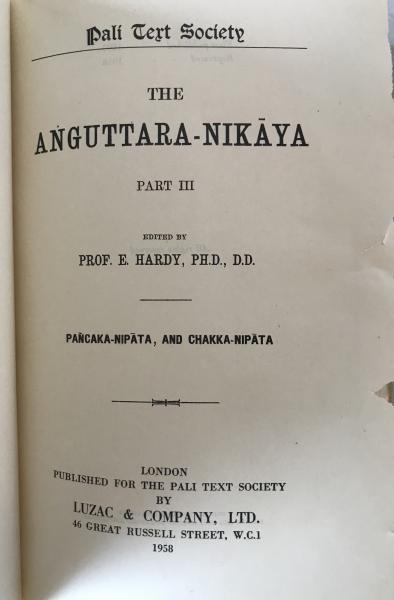 Pali Text Society
THE
AṄGUTTARA-NIKĀYA
PART III
EDITED BY
PROF. E. HARDY, PH.D., D.D.
PAÑCAKA-NIPĀTA, AND CHAKKA-NIPĀTA
LONDON
PUBLISHED FOR THE PALI TEXT SOCIETY
BY
LUZAC & COMPANY, LTD.
46 GREAT RUSSELL STREET, W.C.1
1958